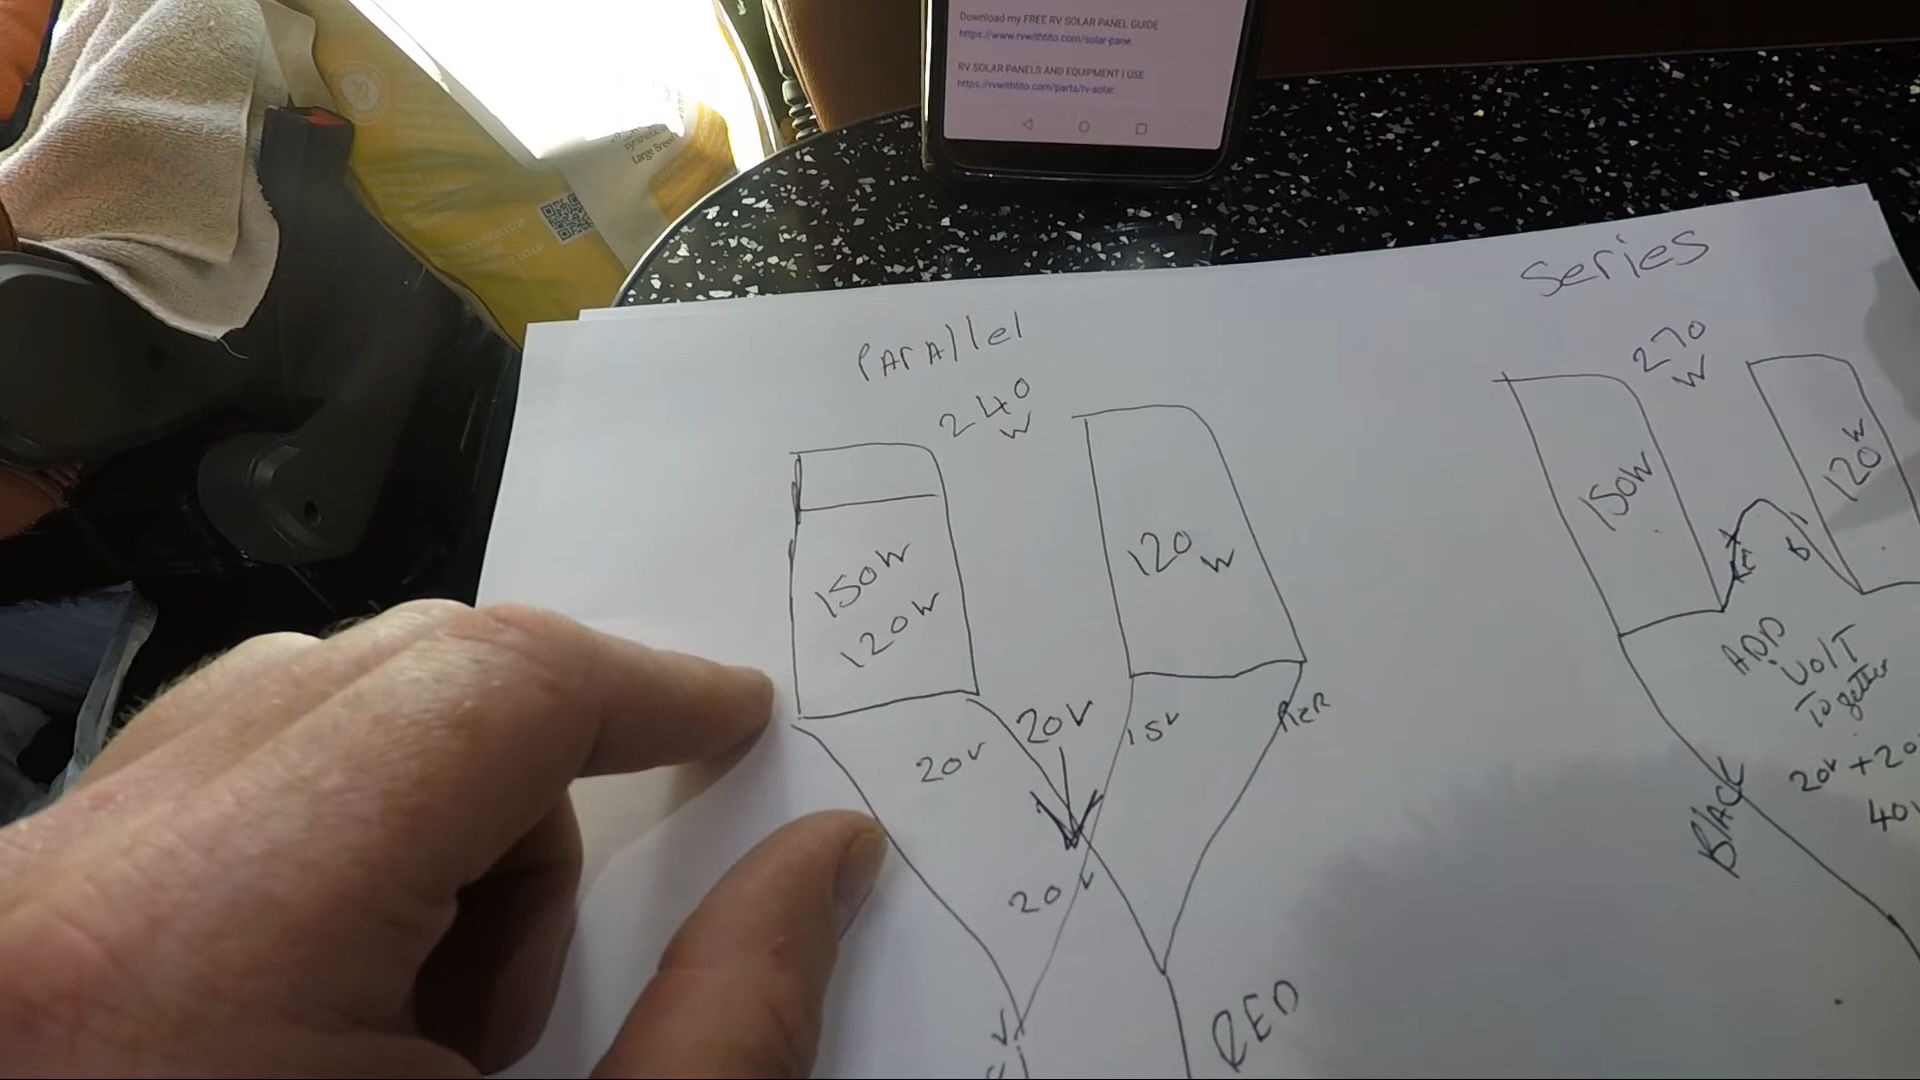 Download my FREE RV SOLAR PANEL GUIDE
https://www.rvwithtito.com/solar-pane.
RV SOLAR PANELS AND EQUIPMENT I USE
https://rvwithtito.com/parts/rv-solar.
Large Breed
Parallel
240
W
150W
120W
120
W
20V
20V
15V
20V
RED
Series
270
W
150W
120W
ADD
VOLT
Together
20V + 20
40
BlACK